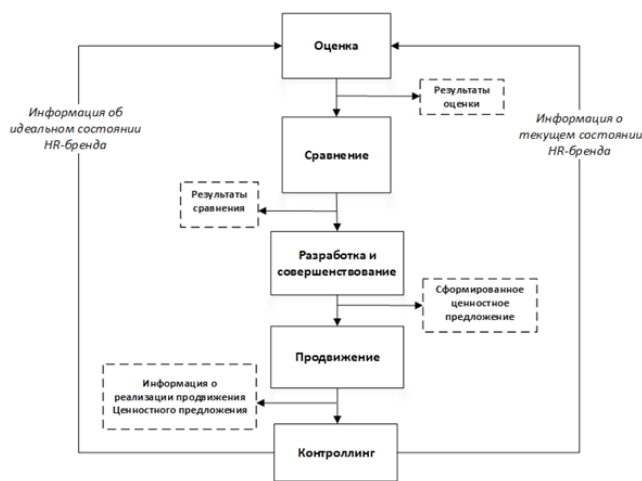 Оценка
Информация об
идеальном состоянии
HR-бренда
Результаты
оценки
Информация о
текущем состоянии
HR-бренда
Сравнение
Результаты
сравнения
Разработка и
совершенствование
Сформированное
ценностное
предложение
Продвижение
Информация о
реализации продвижения
Ценностного предложения
Контроллинг